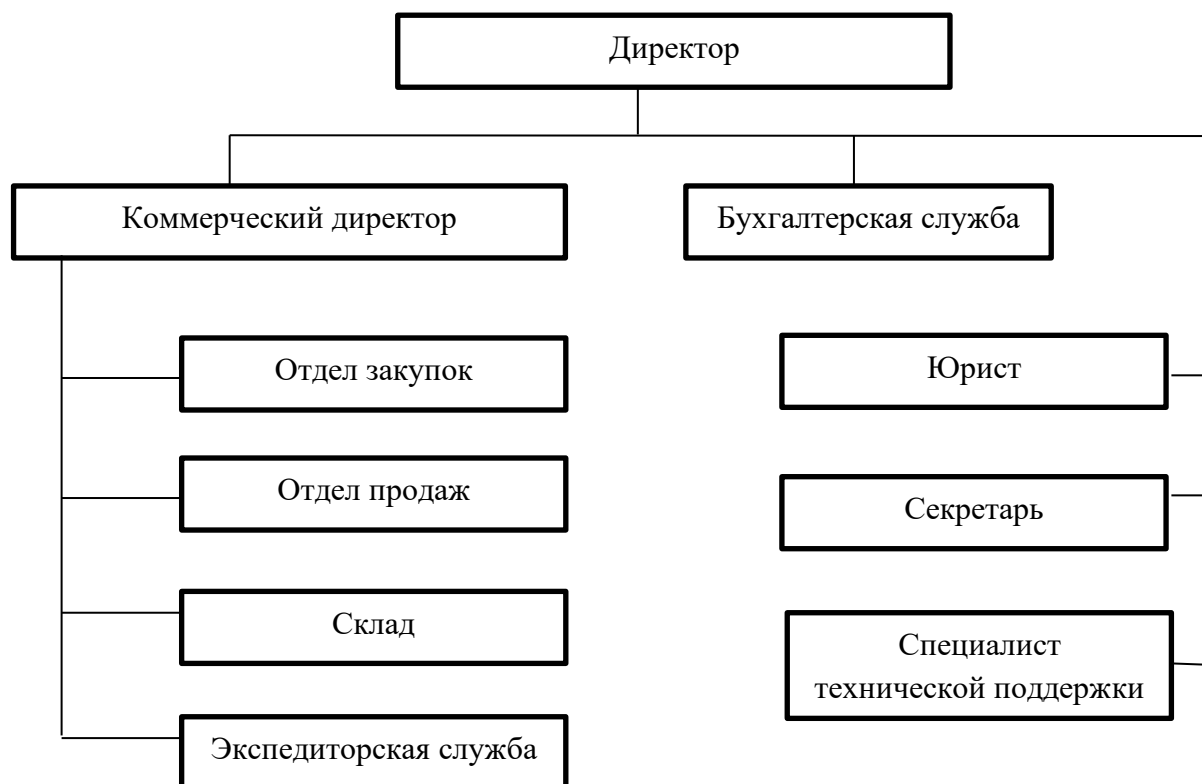 Директор
Коммерческий директор
Бухгалтерская служба
Отдел закупок
Юрист
Отдел продаж
Секретарь
Склад
Специалист
технической поддержки
Экспедиторская служба